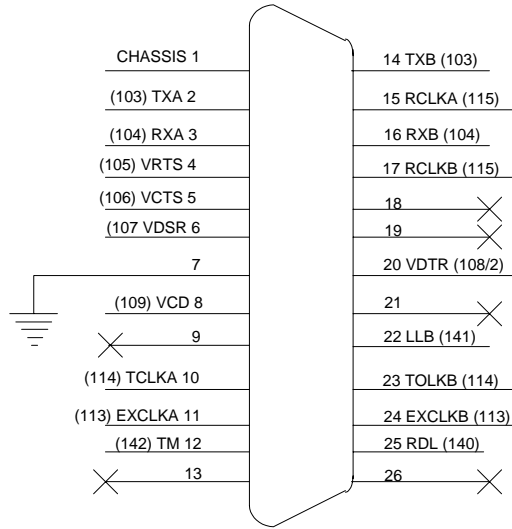 CHASSIS 1
(103) TXA 2
(104) RXA 3
(105) VRTS 4
(106) VCTS 5
(107 VDSR 6
7
(109) VCD 8
9
(114) TCLKA 10
(113) EXCLKA 11
(142) TM 12
13
14 TXB (103)
15 RCLKA (115)
16 RXB (104)
17 RCLKB (115)
18
19
20 VDTR (108/2)
21
22 LLB (141)
23 TOLKB (114)
24 EXCLKB (113)
25 RDL (140)
26